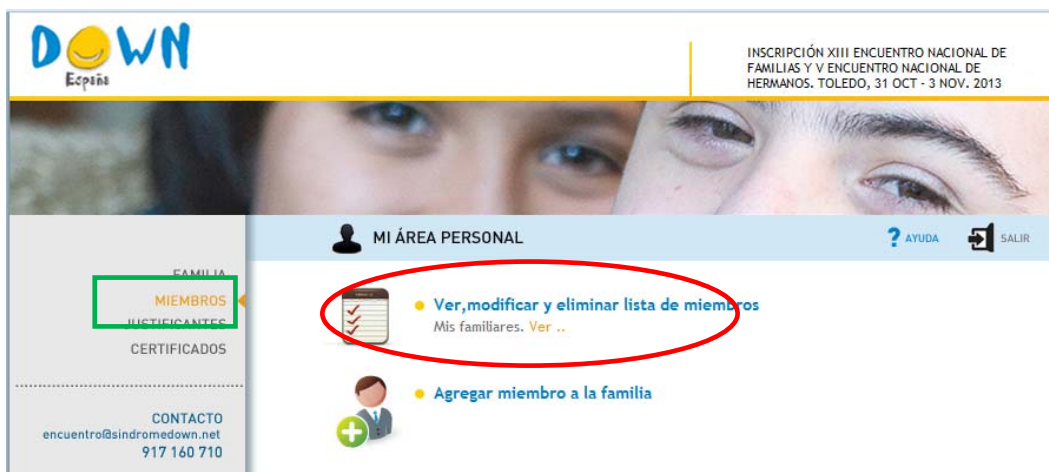 DOWN
España
INSCRIPCIÓN XIII ENCUENTRO NACIONAL DE
FAMILIAS Y V ENCUENTRO NACIONAL DE
HERMANOS. TOLEDO, 31 OCT - 3 NOV. 2013
MI ÁREA PERSONAL
? AYUDA
SALIR
FAMILIA
MIEMBROS
JUSTIFICANTES
CERTIFICADOS
CONTACTO
encuentro@sindromedown.net
917 160 710
Ver,modificar y eliminar lista de miembros
Mis familiares. Ver ..
Agregar miembro a la familia